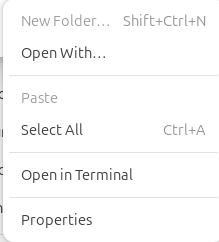 New Folder… Shift+Ctrl+N
Open With…
Paste
Select All Ctrl+A
Open in Terminal
Properties